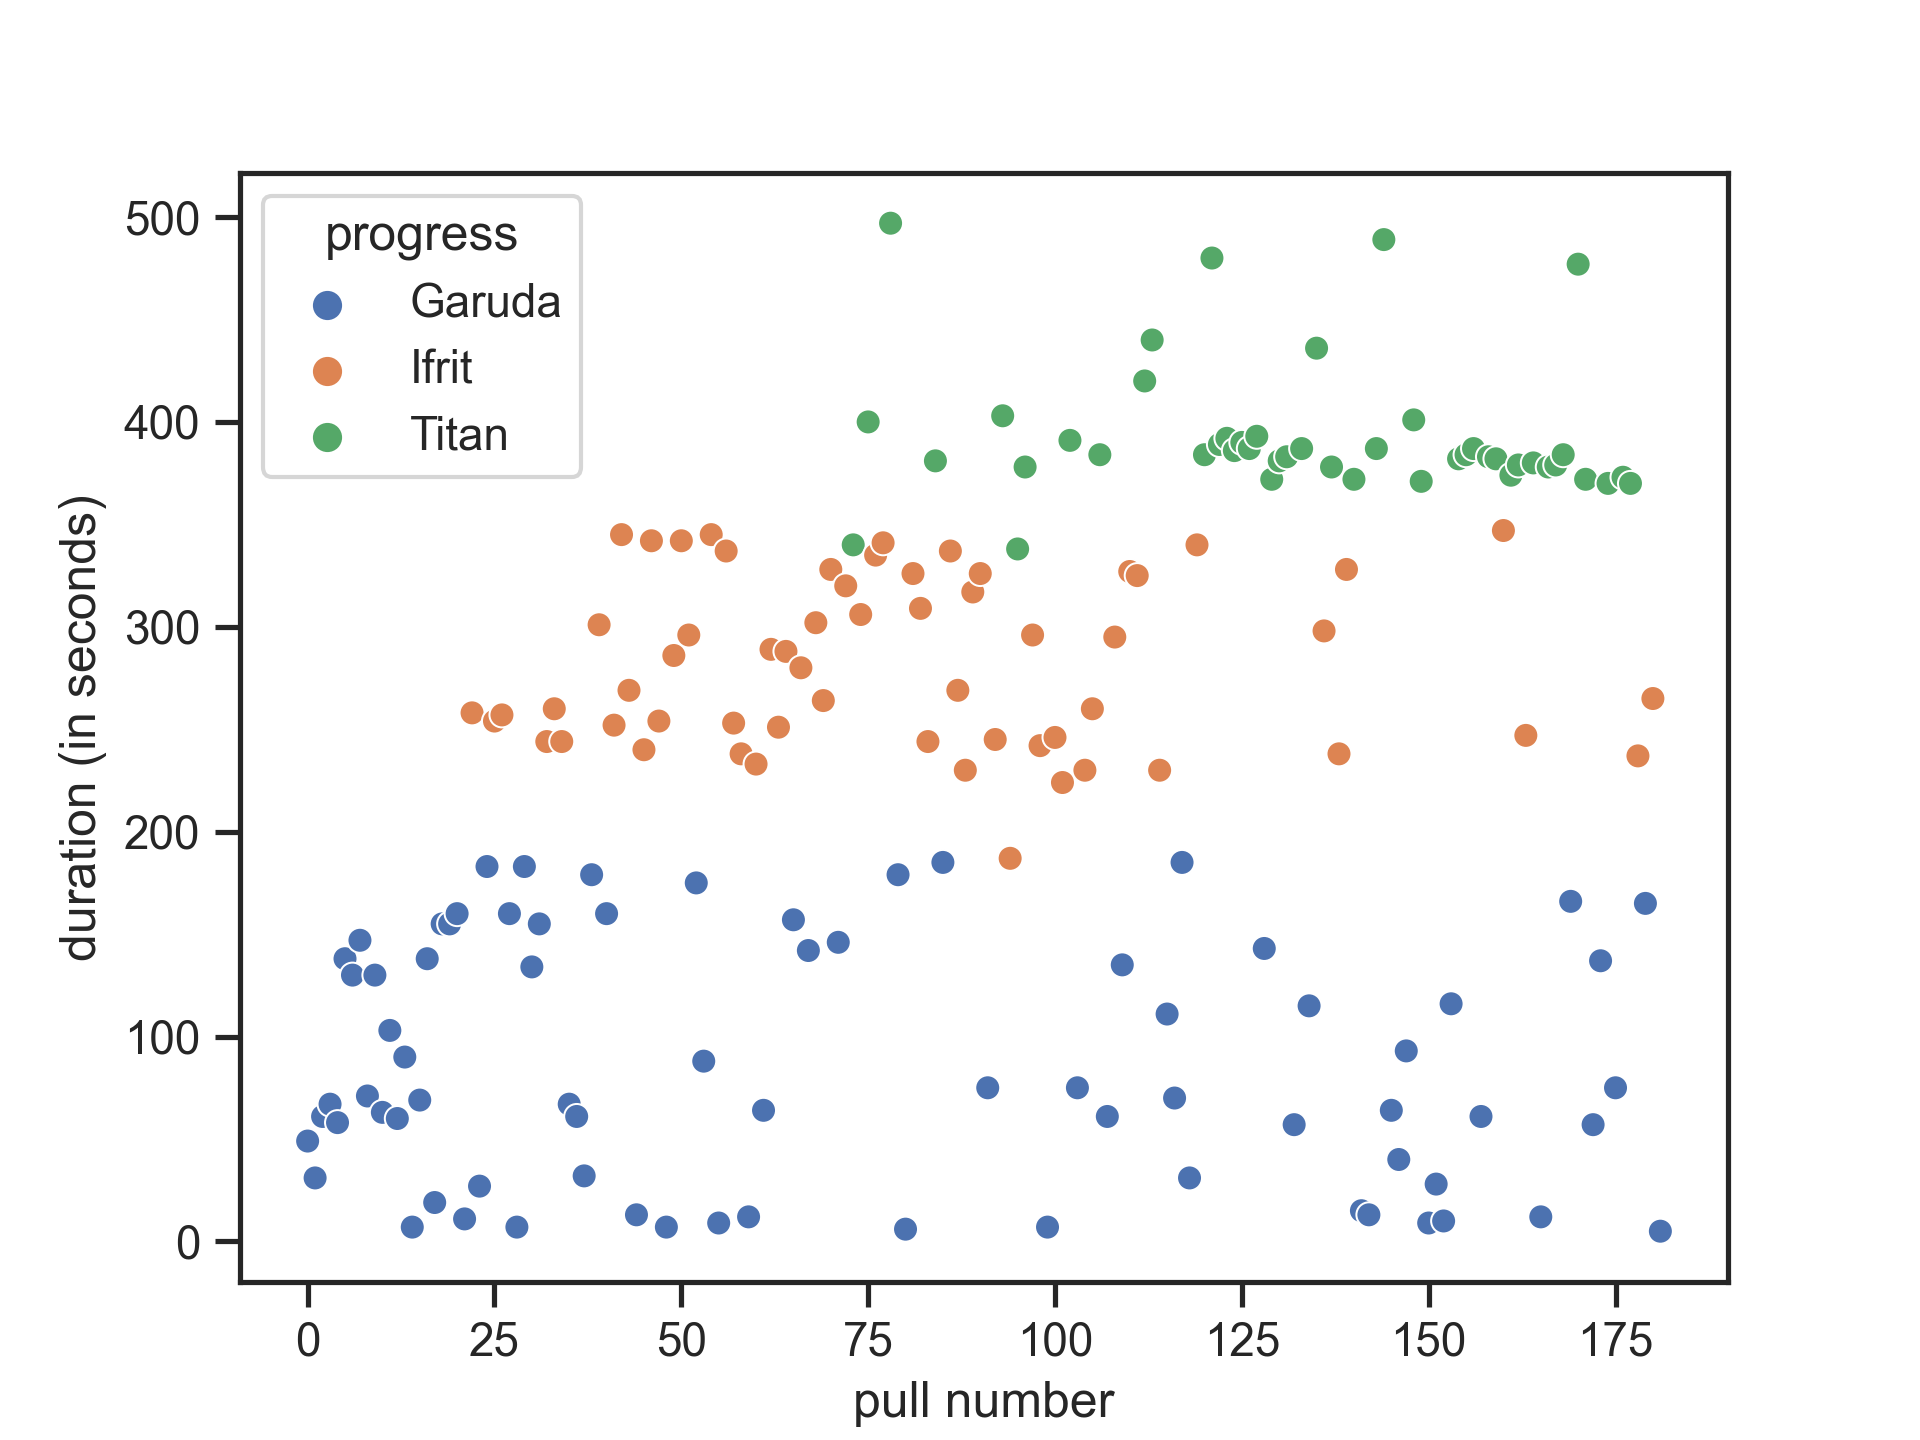 progress
Garuda
Ifrit
Titan
500
400
300
200
100
0
duration (in seconds)
0 25 50 75 100 125 150 175
pull number